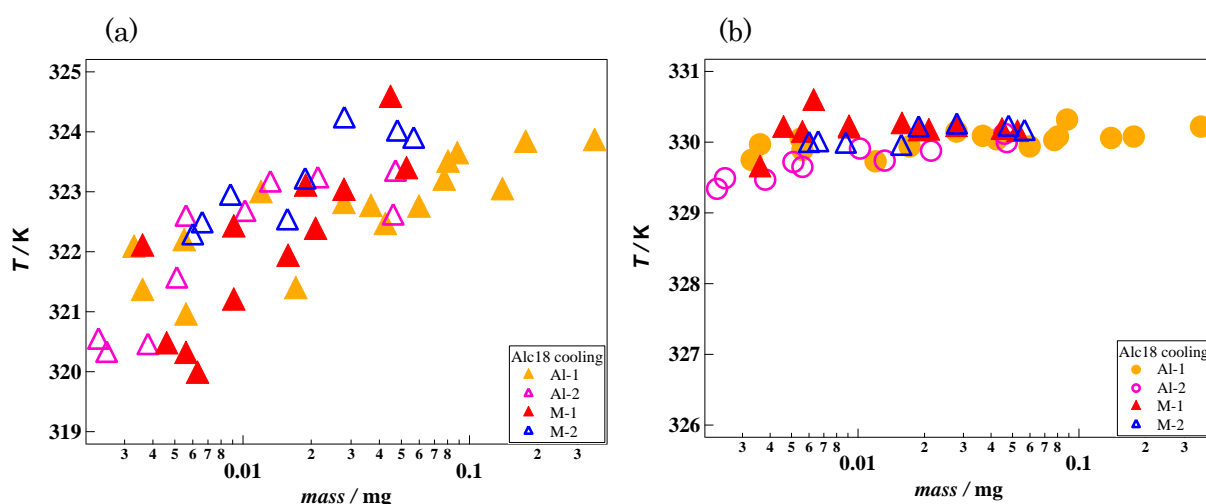 (a)
325
324
323
322
321
320
319
T / K
3 4 5 6 7 8 2 3 4 5 6 7 8 2 3
0.01 0.1
mass / mg
Alc18 cooling
Al-1
Al-2
M-1
M-2
(b)
331
330
329
328
327
326
T / K
3 4 5 6 7 8 2 3 4 5 6 7 8 2 3
0.01 0.1
mass / mg
Alc18 cooling
Al-1
Al-2
M-1
M-2